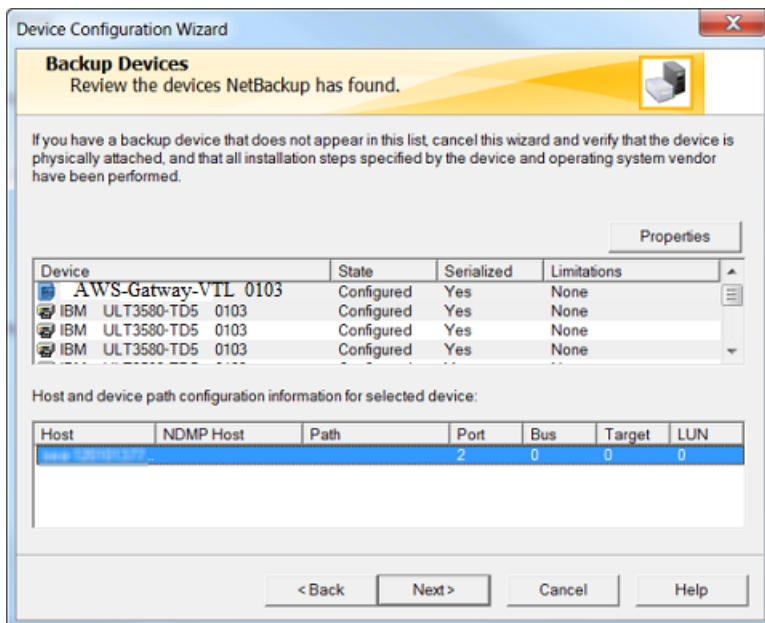 Device Configuration Wizard
Backup Devices
Review the devices NetBackup has found.
If you have a backup device that does not appear in this list, cancel this wizard and verify that the device is
physically attached, and that all installation steps specified by the device and operating system vendor
have been performed.
Properties
Device State Serialized Limitations
AWS-Gatway-VTL 0103 Configured Yes None
IBM ULT3580-TD5 0103 Configured Yes None
IBM ULT3580-TD5 0103 Configured Yes None
IBM ULT3580-TD5 0103 Configured Yes None
Host and device path configuration information for selected device:
Host NDMP Host Path Port Bus Target LUN
2 0 0 0
< Back Next > Cancel Help